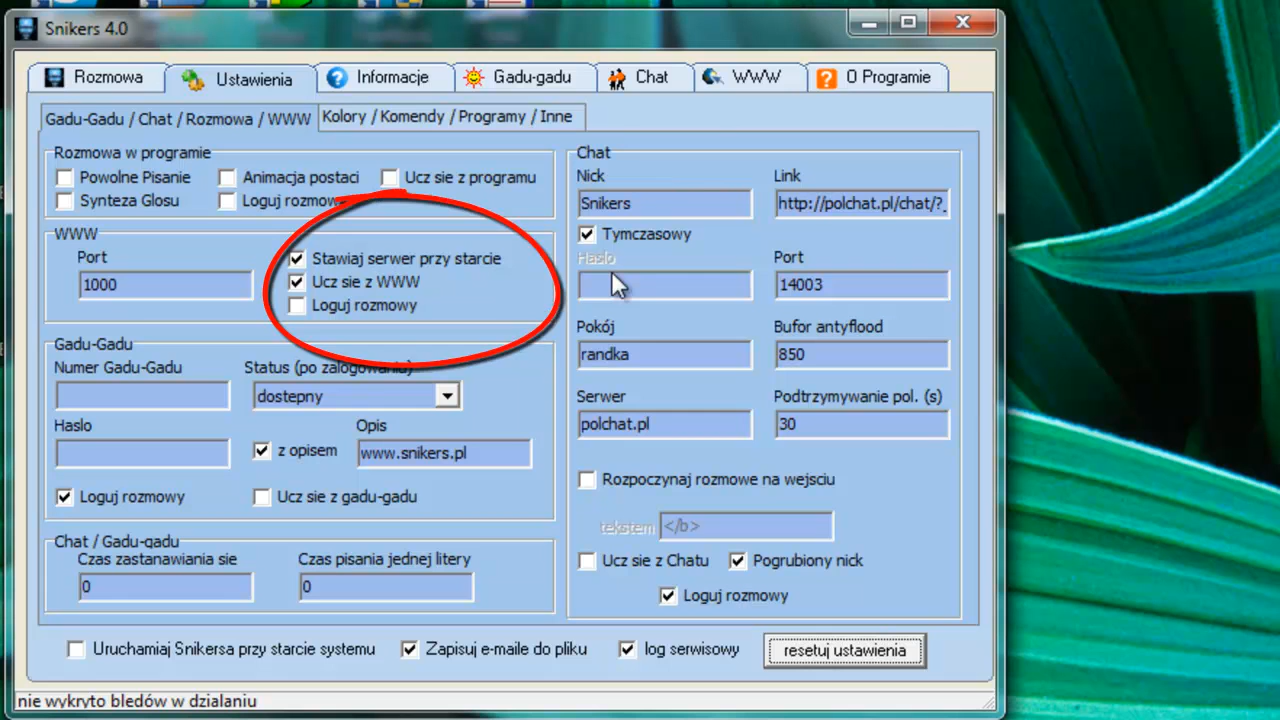 Snikers 4.0
Rozmowa
Ustawienia
Informacje
Gadu-gadu
Chat
WWW
O Programie
Gadu-Gadu / Chat / Rozmowa / WWW
Kolory / Komendy / Programy / Inne
Rozmowa w programie
Powolne Pisanie
Animacja postaci
Ucz sie z programu
Synteza Glosu
Loguj rozmowy
WWW
Port
1000
Stawiaj serwer przy starcie
Ucz sie z WWW
Loguj rozmowy
Gadu-Gadu
Numer Gadu-Gadu
Status (po zalogowaniu)
dostepny
Haslo
z opisem
Opis
www.snikers.pl
Loguj rozmowy
Ucz sie z gadu-gadu
Chat / Gadu-gadu
Czas zastanawiania sie
Czas pisania jednej litery
0
0
Chat
Nick
Link
Snikers
http://polchat.pl/chat/?_
Tymczasowy
Haslo
Port
14003
Pokój
Bufor antyflood
randka
850
Serwer
Podtrzymywanie pol. (s)
polchat.pl
30
Rozpoczynaj rozmowe na wejsciu
tekstem
</b>
Ucz sie z Chatu
Pogrubiony nick
Loguj rozmowy
Uruchamiaj Snikersa przy starcie systemu
Zapisuj e-maile do pliku
log serwisowy
resetuj ustawienia
nie wykryto bledów w dzialaniu